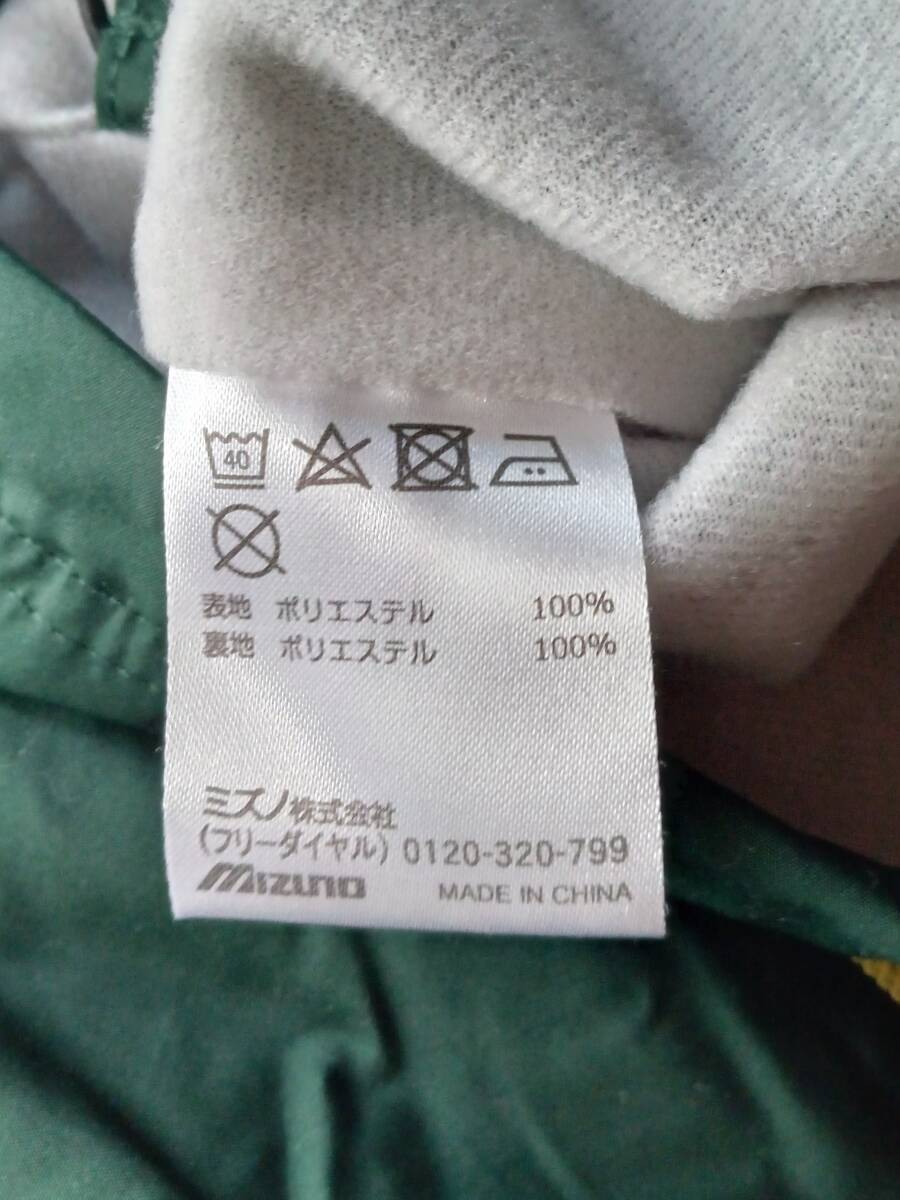 40
表地 ポリエステル 100%
裏地 ポリエステル 100%
ミズノ株式会社
(フリーダイヤル) 0120-320-799
MIZUNO MADE IN CHINA